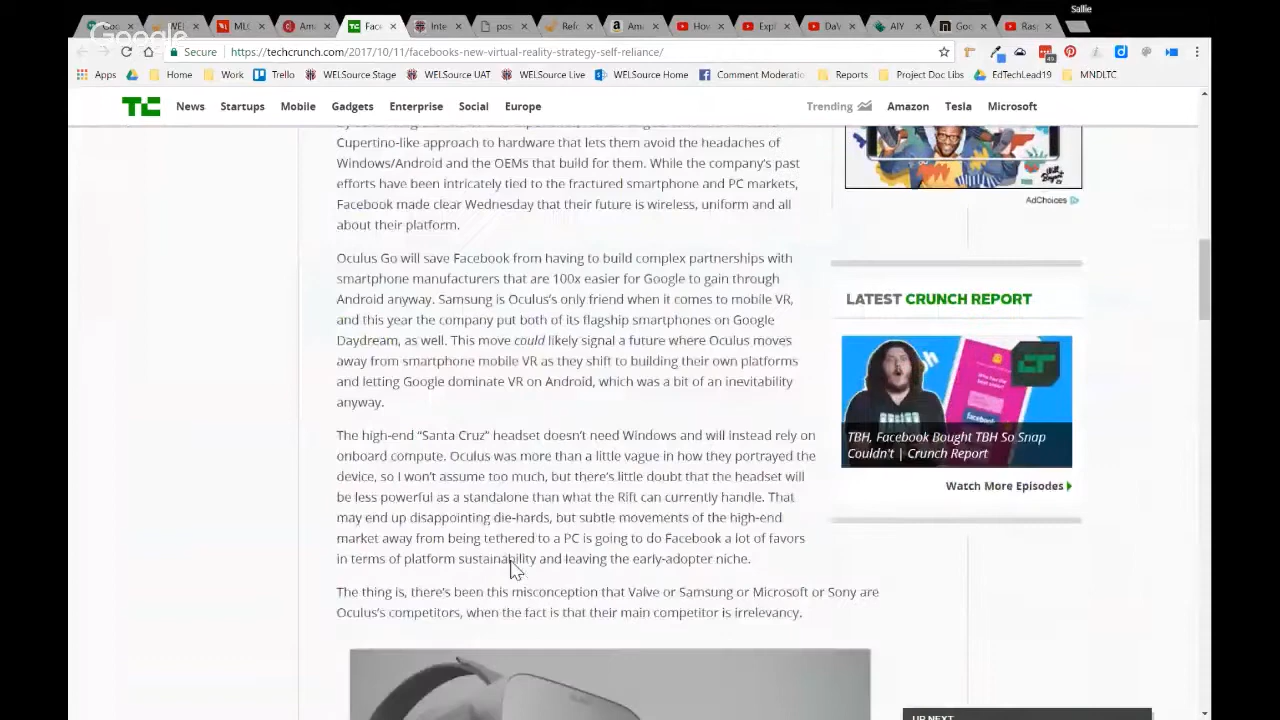 Sallie
Google
Fac
Secure
https://techcrunch.com/2017/10/11/facebooks-new-virtual-reality-strategy-self-reliance/
Apps Home Work Trello WELSource Stage WELSource UAT WELSource Live WELSource Home Comment Moderatio Reports Project Doc Libs EdTechLead19 MNDLTC
TC News Startups Mobile Gadgets Enterprise Social Europe Trending Amazon Tesla Microsoft
Cupertino-like approach to hardware that lets them avoid the headaches of
Windows/Android and the OEMs that build for them. While the company's past
efforts have been intricately tied to the fractured smartphone and PC markets,
Facebook made clear Wednesday that their future is wireless, uniform and all
about their platform.
Oculus Go will save Facebook from having to build complex partnerships with
smartphone manufacturers that are 100x easier for Google to gain through
Android anyway. Samsung is Oculus's only friend when it comes to mobile VR,
and this year the company put both of its flagship smartphones on Google
Daydream, as well. This move could likely signal a future where Oculus moves
away from smartphone mobile VR as they shift to building their own platforms
and letting Google dominate VR on Android, which was a bit of an inevitability
anyway.
The high-end “Santa Cruz” headset doesn't need Windows and will instead rely on
onboard compute. Oculus was more than a little vague in how they portrayed the
device, so I won't assume too much, but there's little doubt that the headset will
be less powerful as a standalone than what the Rift can currently handle. That
may end up disappointing die-hards, but subtle movements of the high-end
market away from being tethered to a PC is going to do Facebook a lot of favors
in terms of platform sustainability and leaving the early-adopter niche.
The thing is, there's been this misconception that Valve or Samsung or Microsoft or Sony are
Oculus's competitors, when the fact is that their main competitor is irrelevancy.
AdChoices
LATEST CRUNCH REPORT
TBH, Facebook Bought TBH So Snap
Couldn't | Crunch Report
Watch More Episodes
UP NEXT